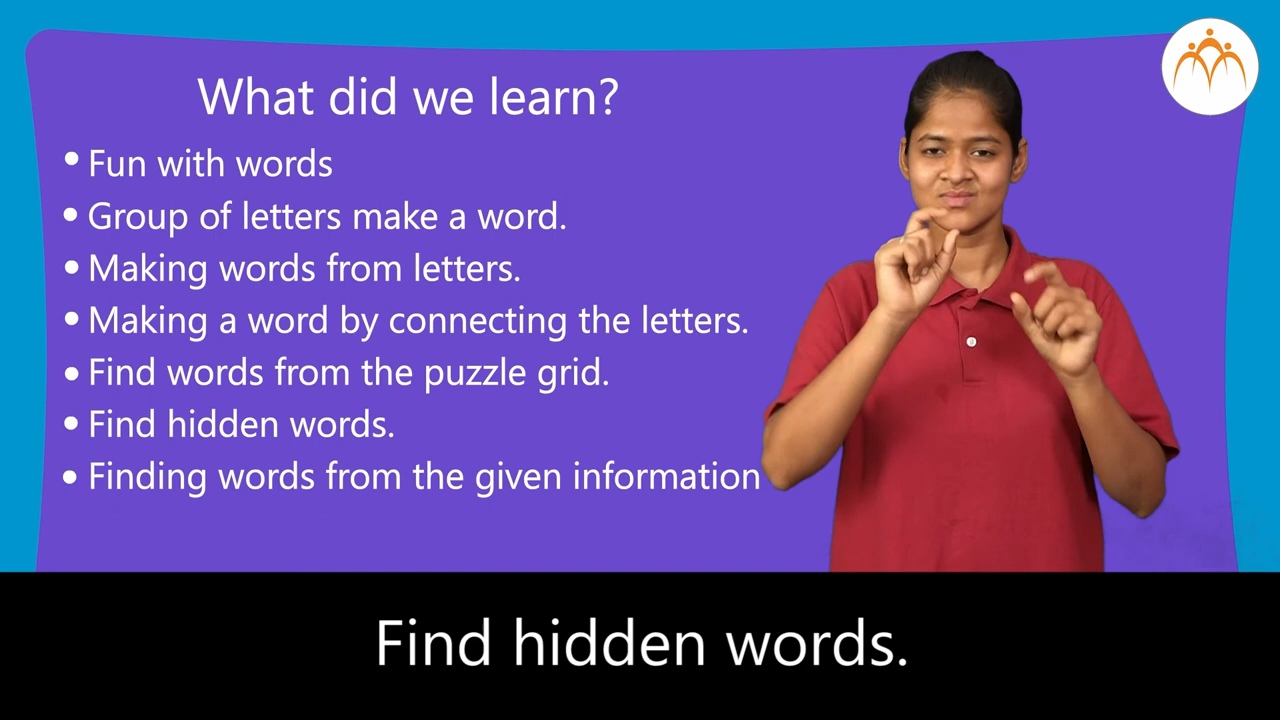 What did we learn?
• Fun with words
• Group of letters make a word.
• Making words from letters.
• Making a word by connecting the letters.
• Find words from the puzzle grid.
• Find hidden words.
• Finding words from the given information
Find hidden words.